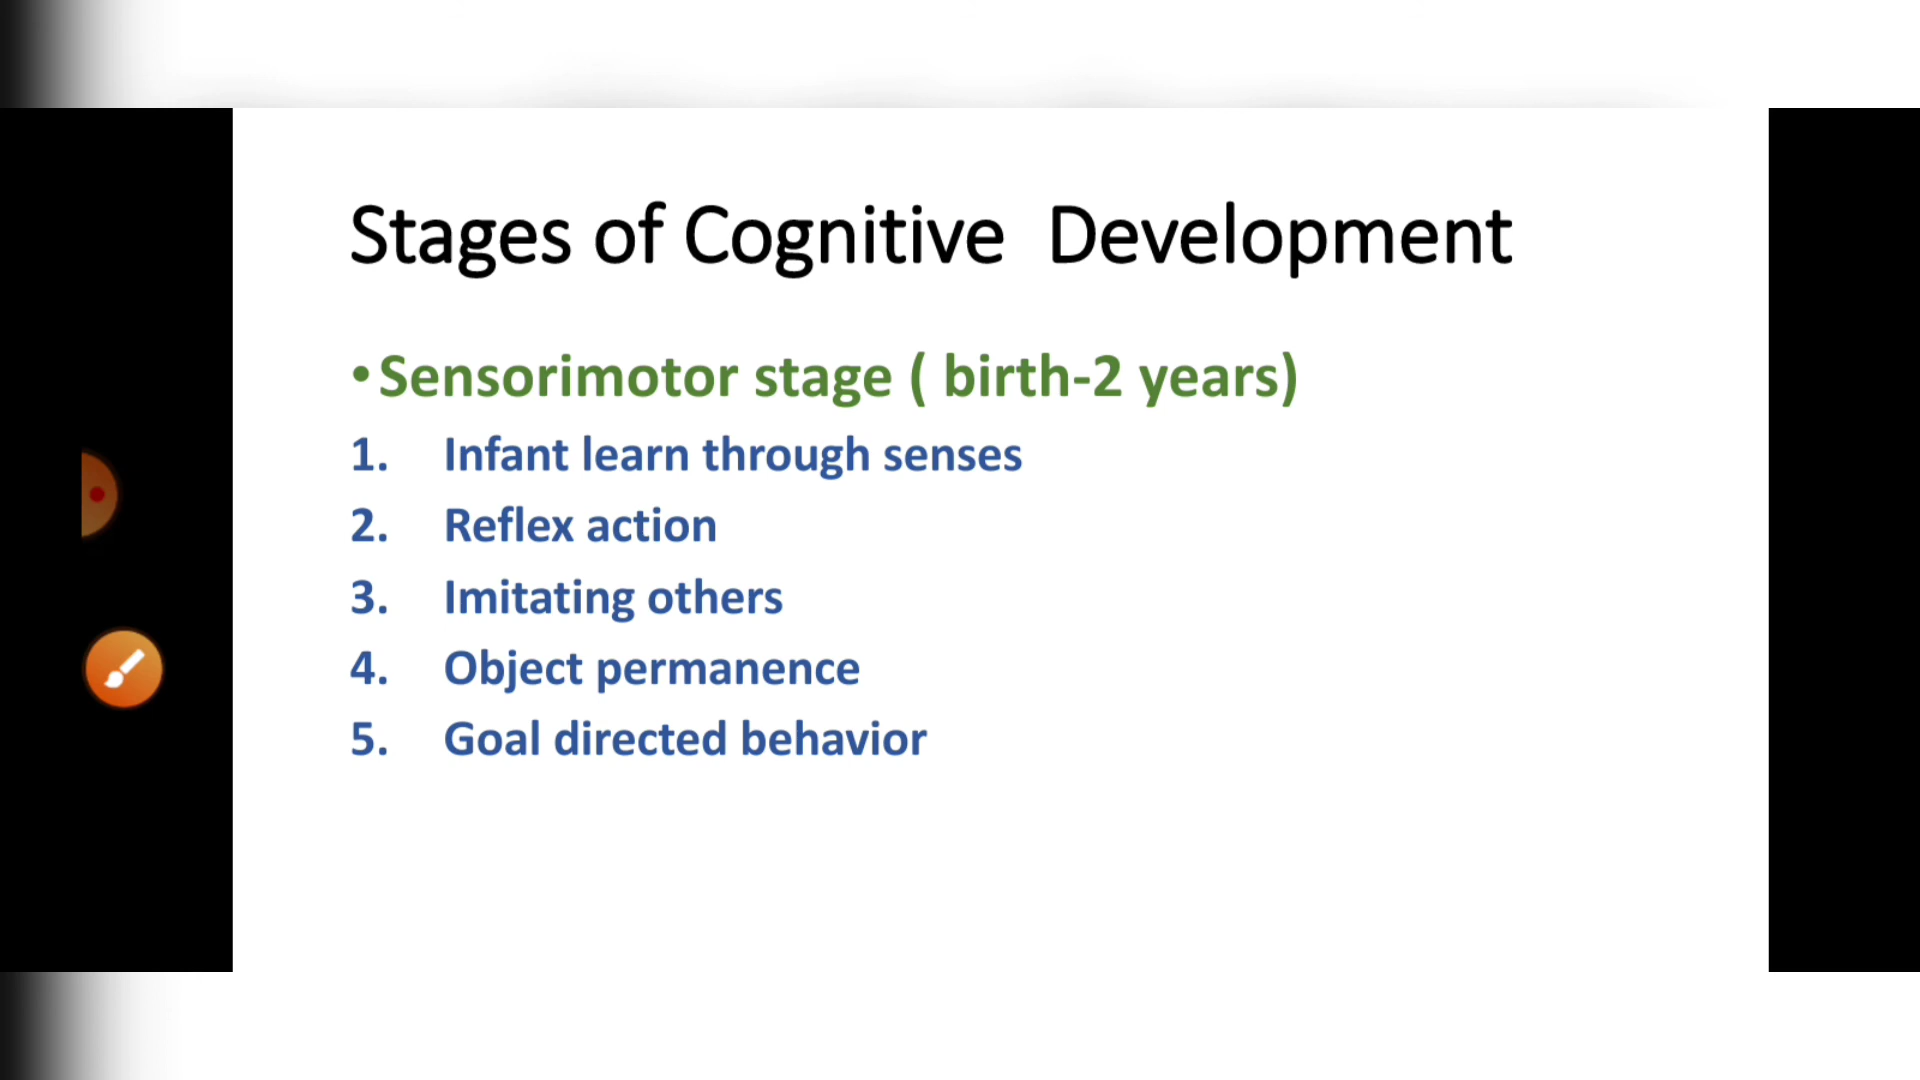 Stages of Cognitive Development
•Sensorimotor stage ( birth-2 years)
1. Infant learn through senses
2. Reflex action
3. Imitating others
4. Object permanence
5. Goal directed behavior